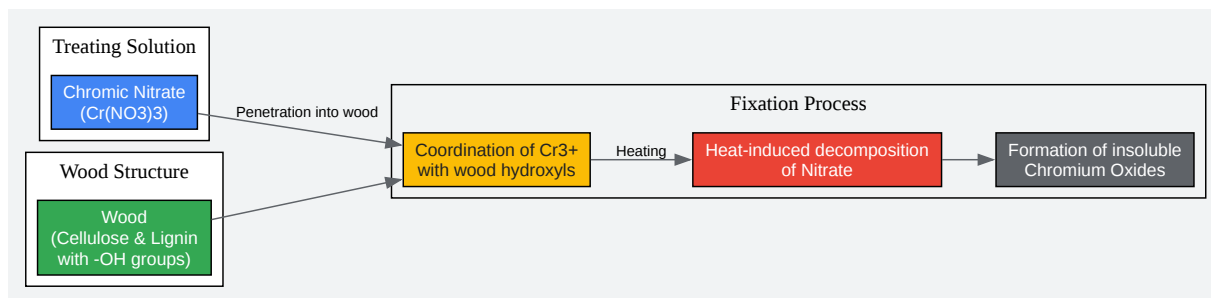 Treating Solution
Chromic Nitrate
(Cr(NO3)3)
Penetration into wood
Wood Structure
Wood
(Cellulose & Lignin
with -OH groups)
Fixation Process
Coordination of Cr3+
with wood hydroxyls
Heating
Heat-induced decomposition
of Nitrate
Formation of insoluble
Chromium Oxides